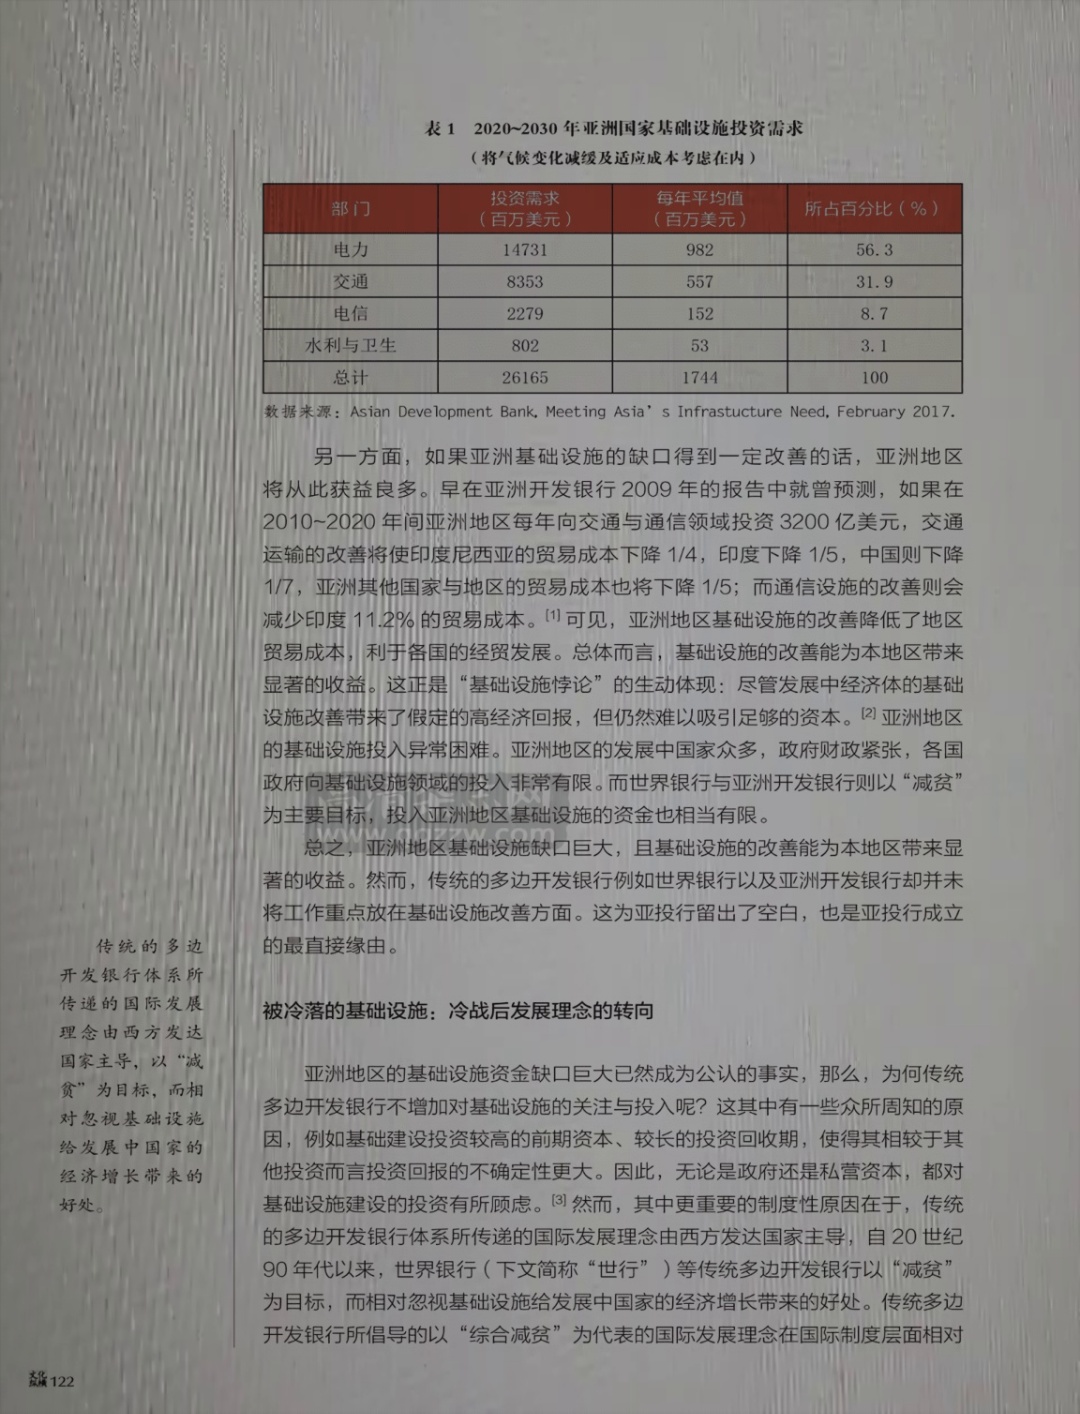 表 1 2020~2030 年亚洲国家基础设施投资需求
（将气候变化减缓及适应成本考虑在内）
部门 投资需求（百万美元） 每年平均值（百万美元） 所占百分比（%）
电力 14731 982 56.3
交通 8353 557 31.9
电信 2279 152 8.7
水利与卫生 802 53 3.1
总计 26165 1744 100
数据来源：Asian Development Bank, Meeting Asia's Infrastucture Need, February 2017.
另一方面，如果亚洲基础设施的缺口得到一定改善的话，亚洲地区
将从此获益良多。早在亚洲开发银行 2009 年的报告中就曾预测，如果在
2010~2020 年间亚洲地区每年向交通与通信领域投资 3200 亿美元，交通
运输的改善将使印度尼西亚的贸易成本下降 1/4，印度下降 1/5，中国则下降
1/7，亚洲其他国家与地区的贸易成本也将下降 1/5；而通信设施的改善则会
减少印度 11.2% 的贸易成本。[1] 可见，亚洲地区基础设施的改善降低了地区
贸易成本，利于各国的经贸发展。总体而言，基础设施的改善能为本地区带来
显著的收益。这正是“基础设施悖论”的生动体现：尽管发展中经济体的基础
设施改善带来了假定的高经济回报，但仍然难以吸引足够的资本。[2] 亚洲地区
的基础设施投入异常困难。亚洲地区的发展中国家众多，政府财政紧张，各国
政府向基础设施领域的投入非常有限。而世界银行与亚洲开发银行则以“减贫”
为主要目标，投入亚洲地区基础设施的资金也相当有限。
www.qgzzw.com
总之，亚洲地区基础设施缺口巨大，且基础设施的改善能为本地区带来显
著的收益。然而，传统的多边开发银行例如世界银行以及亚洲开发银行却并未
将工作重点放在基础设施改善方面。这为亚投行留出了空白，也是亚投行成立
的最直接缘由。
传统的多边
开发银行体系所
传递的国际发展
理念由西方发达
国家主导，以“减
贫”为目标，而相
对忽视基础设施
给发展中国家的
经济增长带来的
好处。
被冷落的基础设施：冷战后发展理念的转向
亚洲地区的基础设施资金缺口巨大已然成为公认的事实，那么，为何传统
多边开发银行不增加对基础设施的关注与投入呢？这其中有一些众所周知的原
因，例如基础建设投资较高的前期资本、较长的投资回收期，使得其相较于其
他投资而言投资回报的不确定性更大。因此，无论是政府还是私营资本，都对
基础设施建设的投资有所顾虑。[3] 然而，其中更重要的制度性原因在于，传统
的多边开发银行体系所传递的国际发展理念由西方发达国家主导，自 20 世纪
90 年代以来，世界银行（下文简称“世行”）等传统多边开发银行以“减贫”
为目标，而相对忽视基础设施给发展中国家的经济增长带来的好处。传统多边
开发银行所倡导的以“综合减贫”为代表的国际发展理念在国际制度层面相对
文化纵横 122